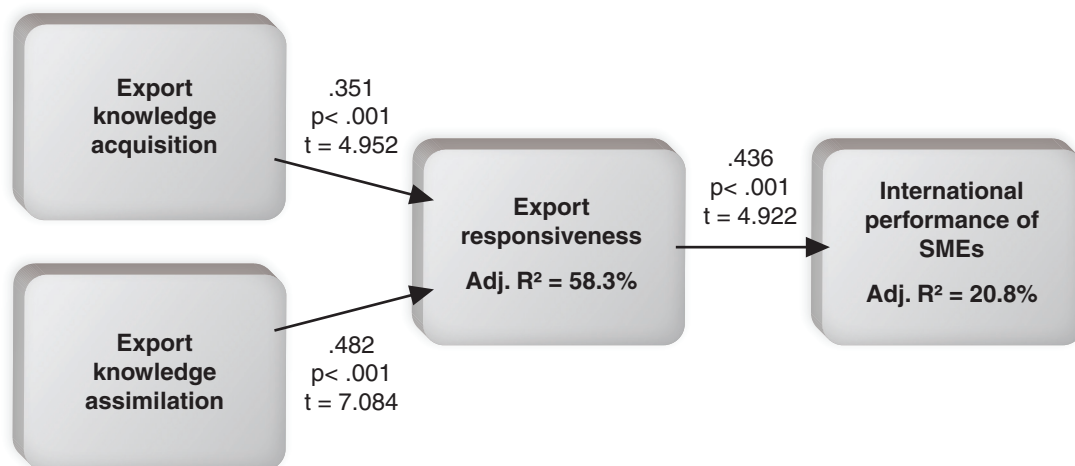 Export
knowledge
acquisition
.351
p< .001
t = 4.952
Export
knowledge
assimilation
.482
p< .001
t = 7.084
Export
responsiveness
Adj. R² = 58.3%
.436
p< .001
t = 4.922
International
performance of
SMEs
Adj. R² = 20.8%